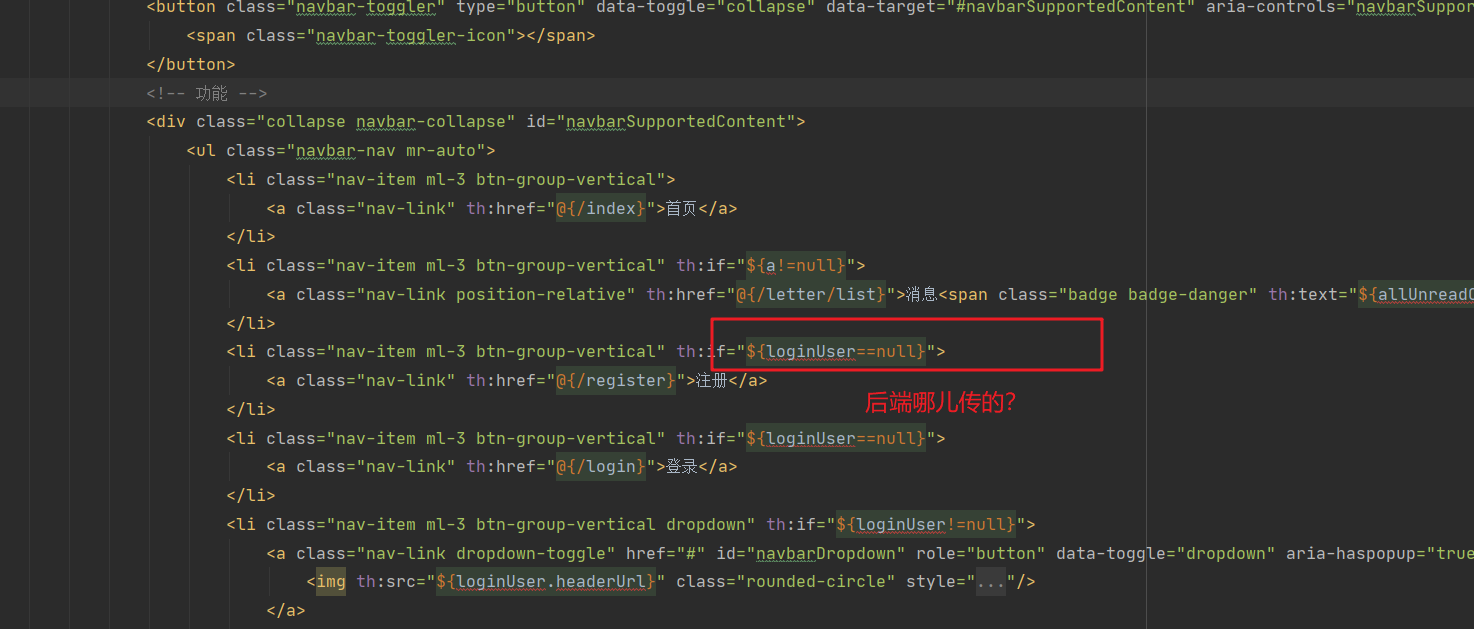 <button class="navbar-toggler" type="button" data-toggle="collapse" data-target="#navbarSupportedContent" aria-controls="navbarSuppor
<span class="navbar-toggler-icon"></span>
</button>
<!-- 功能 -->
<div class="collapse navbar-collapse" id="navbarSupportedContent">
<ul class="navbar-nav mr-auto">
<li class="nav-item ml-3 btn-group-vertical">
<a class="nav-link" th:href="@{/index}">首页</a>
</li>
<li class="nav-item ml-3 btn-group-vertical" th:if="${a!=null}">
<a class="nav-link position-relative" th:href="@{/letter/list}">消息<span class="badge badge-danger" th:text="${allUnreadC
</li>
<li class="nav-item ml-3 btn-group-vertical" th:if="${loginUser==null}">
<a class="nav-link" th:href="@{/register}">注册</a>
后端哪儿传的?
</li>
<li class="nav-item ml-3 btn-group-vertical" th:if="${loginUser==null}">
<a class="nav-link" th:href="@{/login}">登录</a>
</li>
<li class="nav-item ml-3 btn-group-vertical dropdown" th:if="${loginUser!=null}">
<a class="nav-link dropdown-toggle" href="#" id="navbarDropdown" role="button" data-toggle="dropdown" aria-haspopup="true
<img th:src="${loginUser.headerUrl}" class="rounded-circle" style="..."/>
</a>